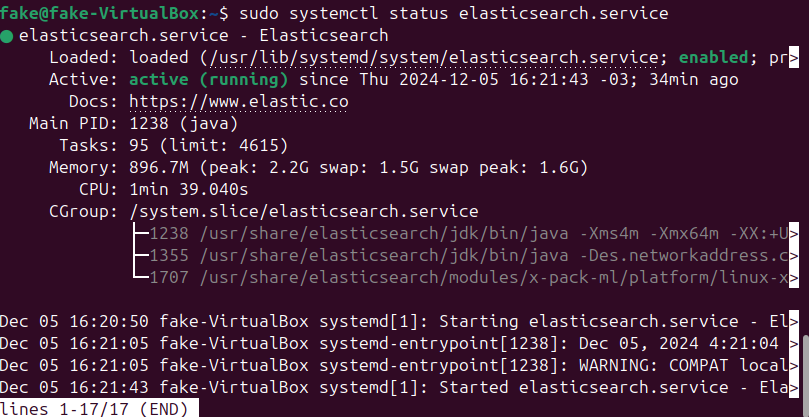 fake@fake-VirtualBox:~$ sudo systemctl status elasticsearch.service
● elasticsearch.service - Elasticsearch
Loaded: loaded (/usr/lib/systemd/system/elasticsearch.service; enabled; pr>
Active: active (running) since Thu 2024-12-05 16:21:43 -03; 34min ago
Docs: https://www.elastic.co
Main PID: 1238 (java)
Tasks: 95 (limit: 4615)
Memory: 896.7M (peak: 2.2G swap: 1.5G swap peak: 1.6G)
CPU: 1min 39.040s
CGroup: /system.slice/elasticsearch.service
├─1238 /usr/share/elasticsearch/jdk/bin/java -Xms4m -Xmx64m -XX:+U>
├─1355 /usr/share/elasticsearch/jdk/bin/java -Des.networkaddress.c>
└─1707 /usr/share/elasticsearch/modules/x-pack-ml/platform/linux-x>
Dec 05 16:20:50 fake-VirtualBox systemd[1]: Starting elasticsearch.service - El>
Dec 05 16:21:05 fake-VirtualBox systemd-entrypoint[1238]: Dec 05, 2024 4:21:04 >
Dec 05 16:21:05 fake-VirtualBox systemd-entrypoint[1238]: WARNING: COMPAT local>
Dec 05 16:21:43 fake-VirtualBox systemd[1]: Started elasticsearch.service - Ela>
lines 1-17/17 (END)